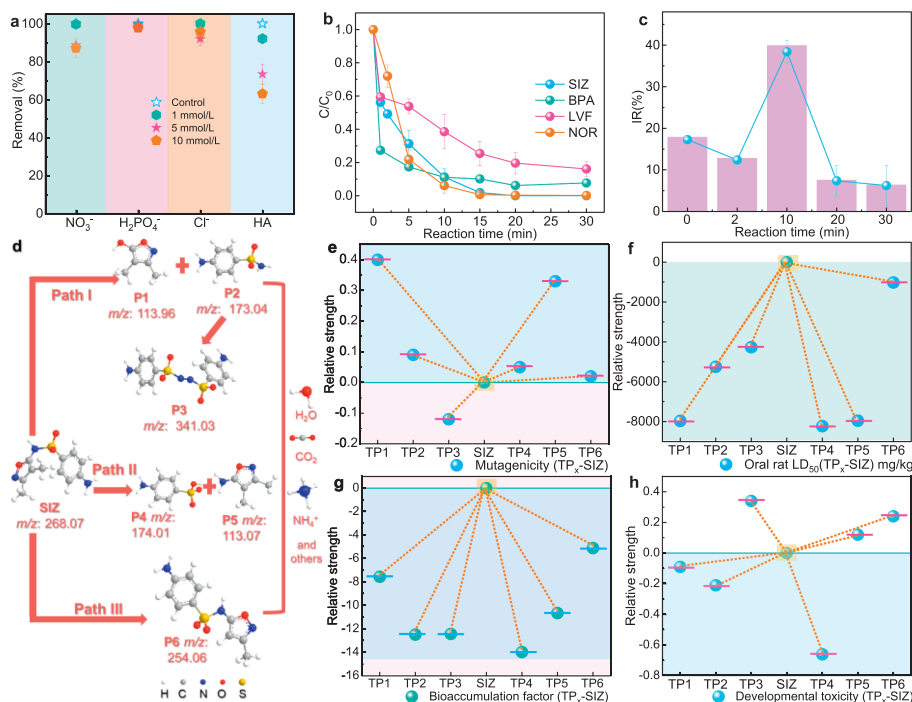 a
Removal (%)
100
80
60
40
20
0
Control
1 mmol/L
5 mmol/L
10 mmol/L
NO₃⁻
H₂PO₄⁻
Cl⁻
HA
b
C/C₀
1.0
0.8
0.6
0.4
0.2
0.0
SIZ
BPA
LVF
NOR
0 5 10 15 20 25 30
Reaction time (min)
c
IR(%)
40
30
20
10
0
0 2 10 20 30
Reaction time (min)
d
Path I
P1
m/z: 113.96
+
P2
m/z: 173.04
P3
m/z: 341.03
SIZ
m/z: 268.07
Path II
P4 m/z:
174.01
+
P5 m/z:
113.07
Path III
P6 m/z:
254.06
H₂O
CO₂
NH₄⁺
and
others
H C N O S
e
Relative strength
0.4
0.3
0.2
0.1
0.0
-0.1
-0.2
TP1 TP2 TP3 SIZ TP4 TP5 TP6
Mutagenicity (TPₓ-SIZ)
f
Relative strength
0
-2000
-4000
-6000
-8000
TP1 TP2 TP3 SIZ TP4 TP5 TP6
Oral rat LD₅₀(TPₓ-SIZ) mg/kg
g
Relative strength
0
-2
-4
-6
-8
-10
-12
-14
-16
TP1 TP2 TP3 SIZ TP4 TP5 TP6
Bioaccumulation factor (TPₓ-SIZ)
h
Relative strength
0.4
0.2
0.0
-0.2
-0.4
-0.6
-0.8
TP1 TP2 TP3 SIZ TP4 TP5 TP6
Developmental toxicity (TPₓ-SIZ)